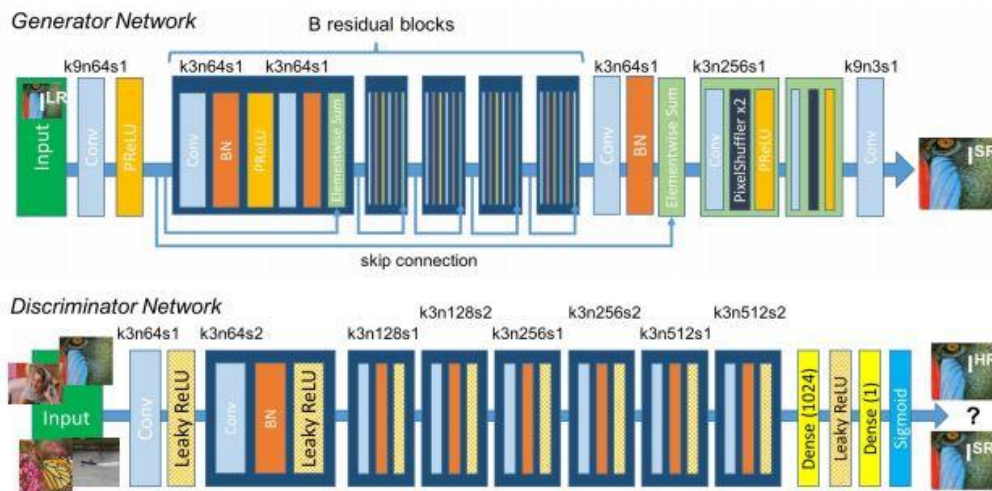 Generator Network
B residual blocks
k9n64s1
k3n64s1
k3n64s1
k3n64s1
k3n256s1
k9n3s1
I^LR
Input
Conv
PReLU
Conv
BN
PReLU
Elementwise Sum
Conv
BN
Elementwise Sum
Conv
PixelShuffler x2
PReLU
Conv
I^SR
skip connection
Discriminator Network
k3n64s1
k3n64s2
k3n128s1
k3n128s2
k3n256s1
k3n256s2
k3n512s1
k3n512s2
Input
Conv
Leaky ReLU
Conv
BN
Leaky ReLU
Dense (1024)
Leaky ReLU
Dense (1)
Sigmoid
I^HR
?
I^SR